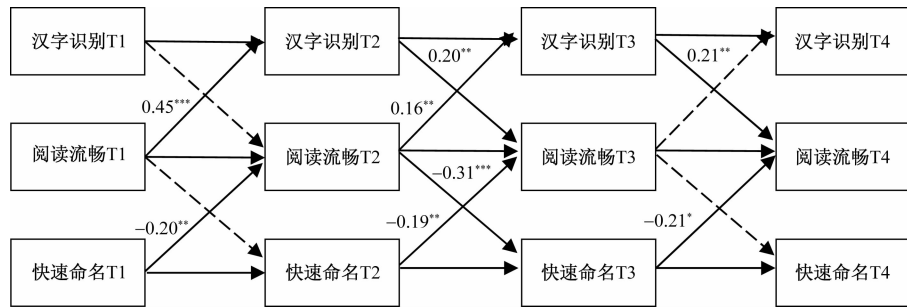 汉字识别T1 汉字识别T2 汉字识别T3 汉字识别T4
0.20** 0.21**
0.45*** 0.16**
阅读流畅T1 阅读流畅T2 阅读流畅T3 阅读流畅T4
−0.31***
−0.20** −0.19** −0.21*
快速命名T1 快速命名T2 快速命名T3 快速命名T4